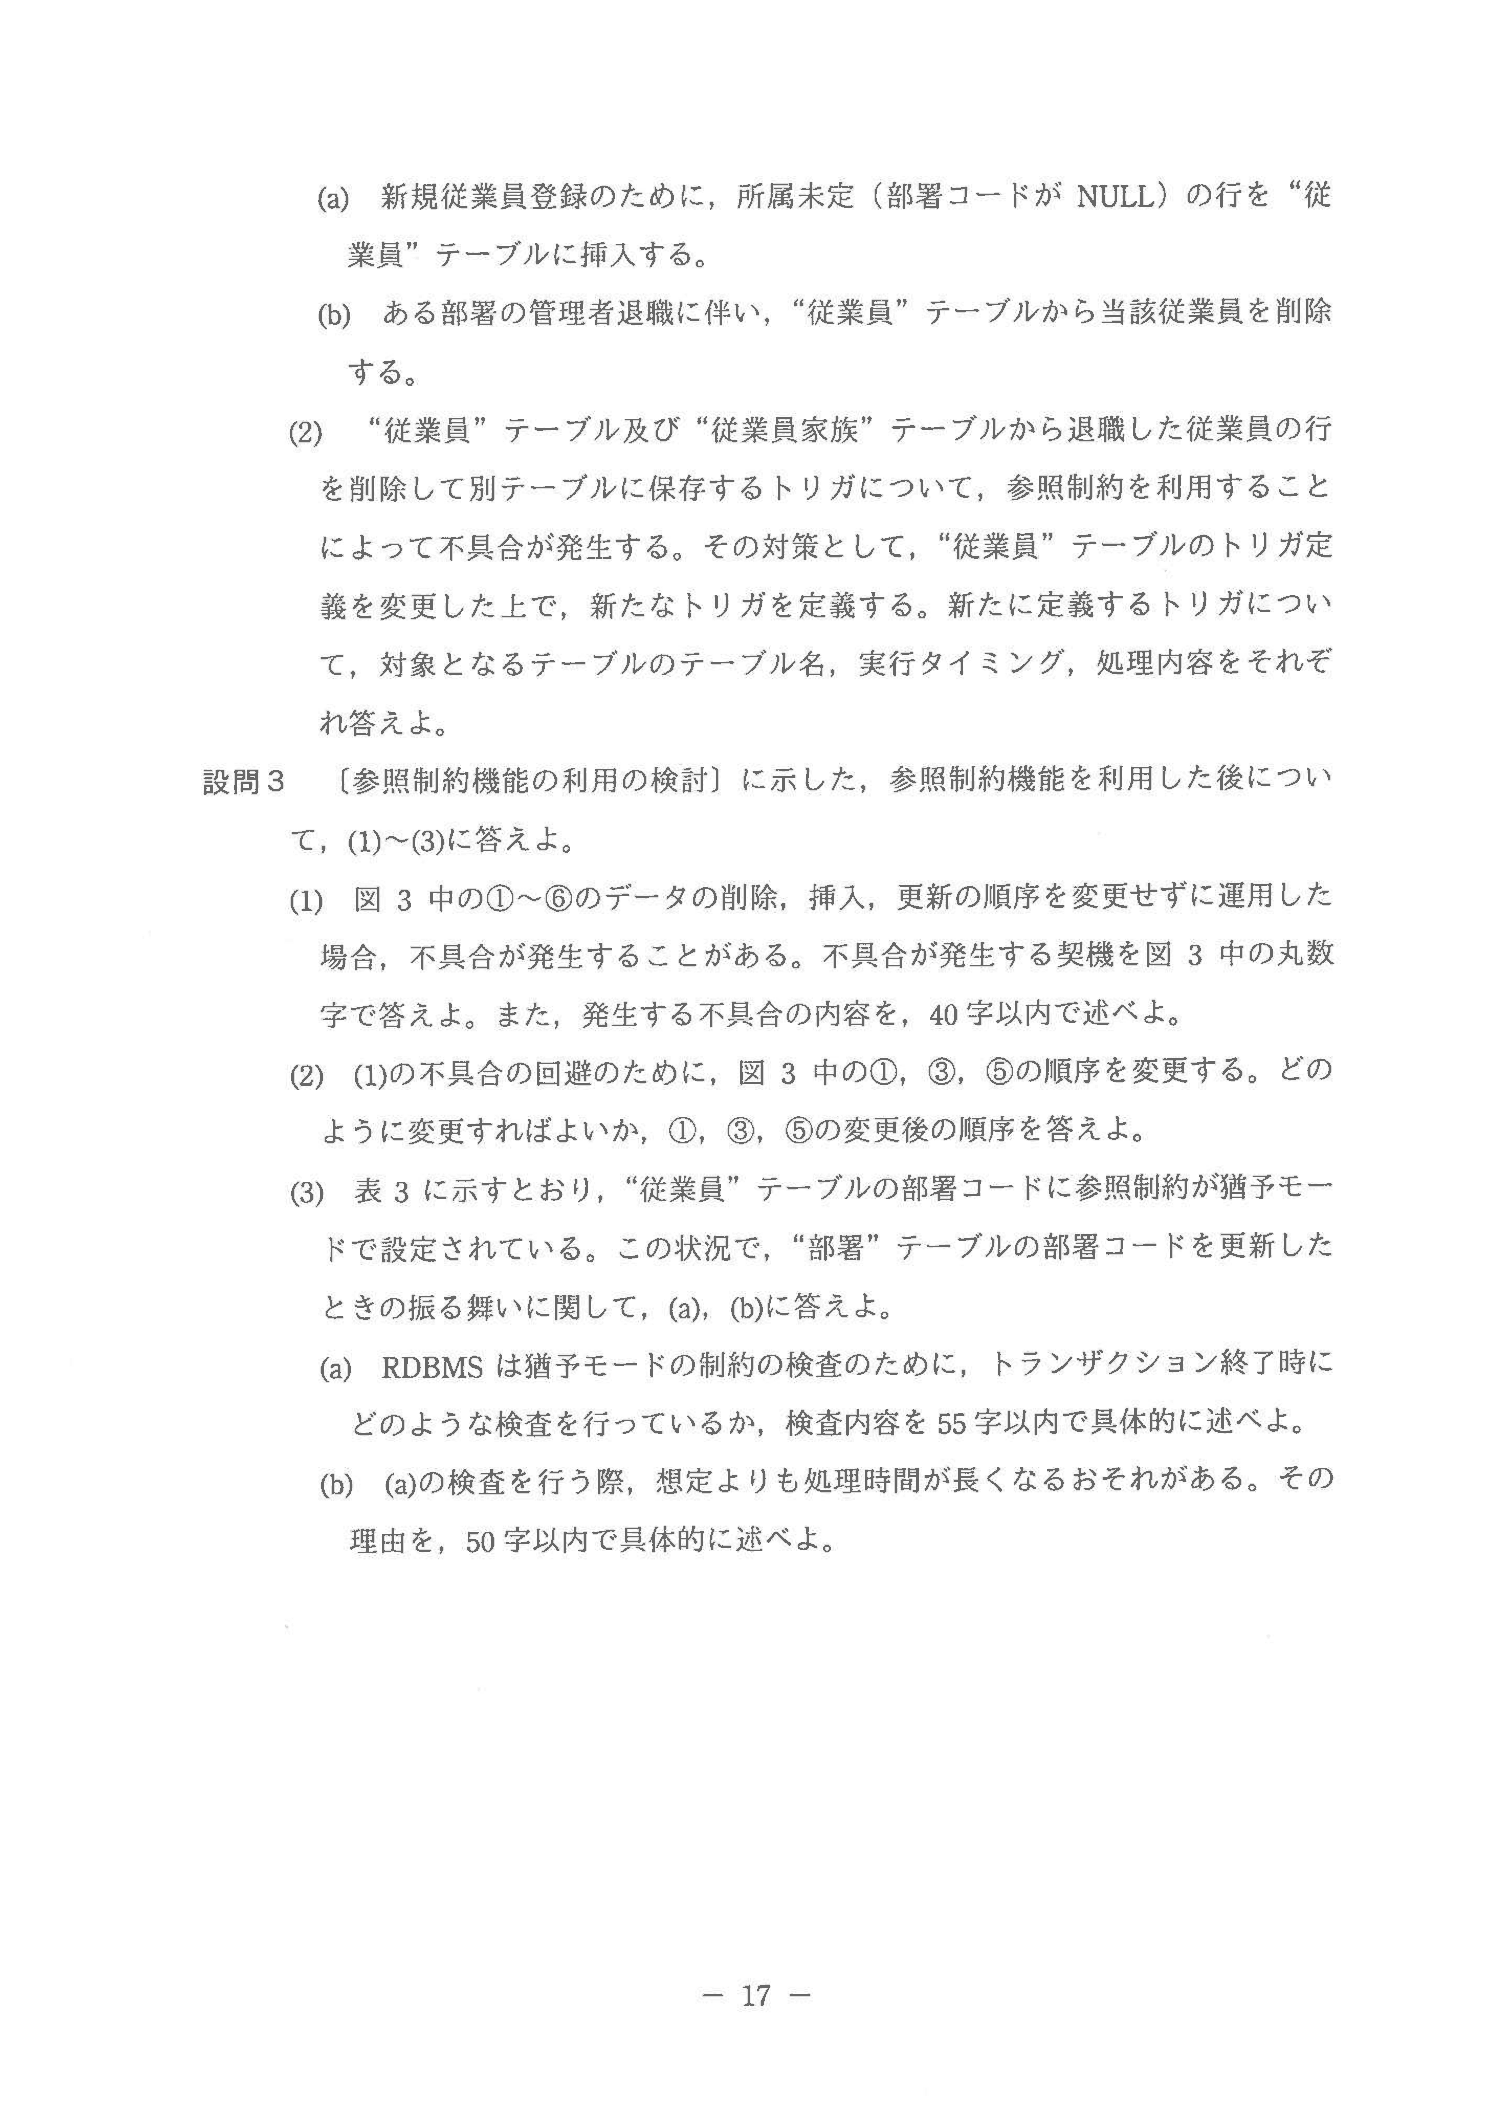 (a) 新規従業員登録のために，所属未定（部署コードが NULL）の行を“従
業員”テーブルに挿入する。
(b) ある部署の管理者退職に伴い，“従業員”テーブルから当該従業員を削除
する。
(2) “従業員”テーブル及び“従業員家族”テーブルから退職した従業員の行
を削除して別テーブルに保存するトリガについて，参照制約を利用すること
によって不具合が発生する。その対策として，“従業員”テーブルのトリガ定
義を変更した上で，新たなトリガを定義する。新たに定義するトリガについ
て，対象となるテーブルのテーブル名，実行タイミング，処理内容をそれぞ
れ答えよ。
設問3 〔参照制約機能の利用の検討〕に示した，参照制約機能を利用した後につい
て，(1)～(3)に答えよ。
(1) 図 3 中の①～⑥のデータの削除，挿入，更新の順序を変更せずに運用した
場合，不具合が発生することがある。不具合が発生する契機を図 3 中の丸数
字で答えよ。また，発生する不具合の内容を，40 字以内で述べよ。
(2) (1)の不具合の回避のために，図 3 中の①，③，⑤の順序を変更する。どの
ように変更すればよいか，①，③，⑤の変更後の順序を答えよ。
(3) 表 3 に示すとおり，“従業員”テーブルの部署コードに参照制約が猶予モー
ドで設定されている。この状況で，“部署”テーブルの部署コードを更新した
ときの振る舞いに関して，(a)，(b)に答えよ。
(a) RDBMS は猶予モードの制約の検査のために，トランザクション終了時に
どのような検査を行っているか，検査内容を 55 字以内で具体的に述べよ。
(b) (a)の検査を行う際，想定よりも処理時間が長くなるおそれがある。その
理由を，50 字以内で具体的に述べよ。
－ 17 －